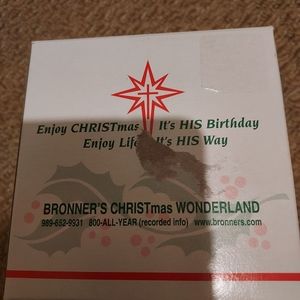 Enjoy CHRISTmas It's HIS Birthday
Enjoy Life It's HIS Way
BRONNER'S CHRISTmas WONDERLAND
989-652-9931 800-ALL-YEAR (recorded info) www.bronners.com